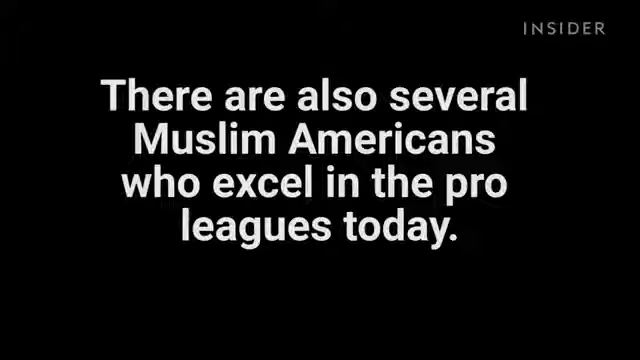 INSIDER
There are also several
Muslim Americans
who excel in the pro
leagues today.